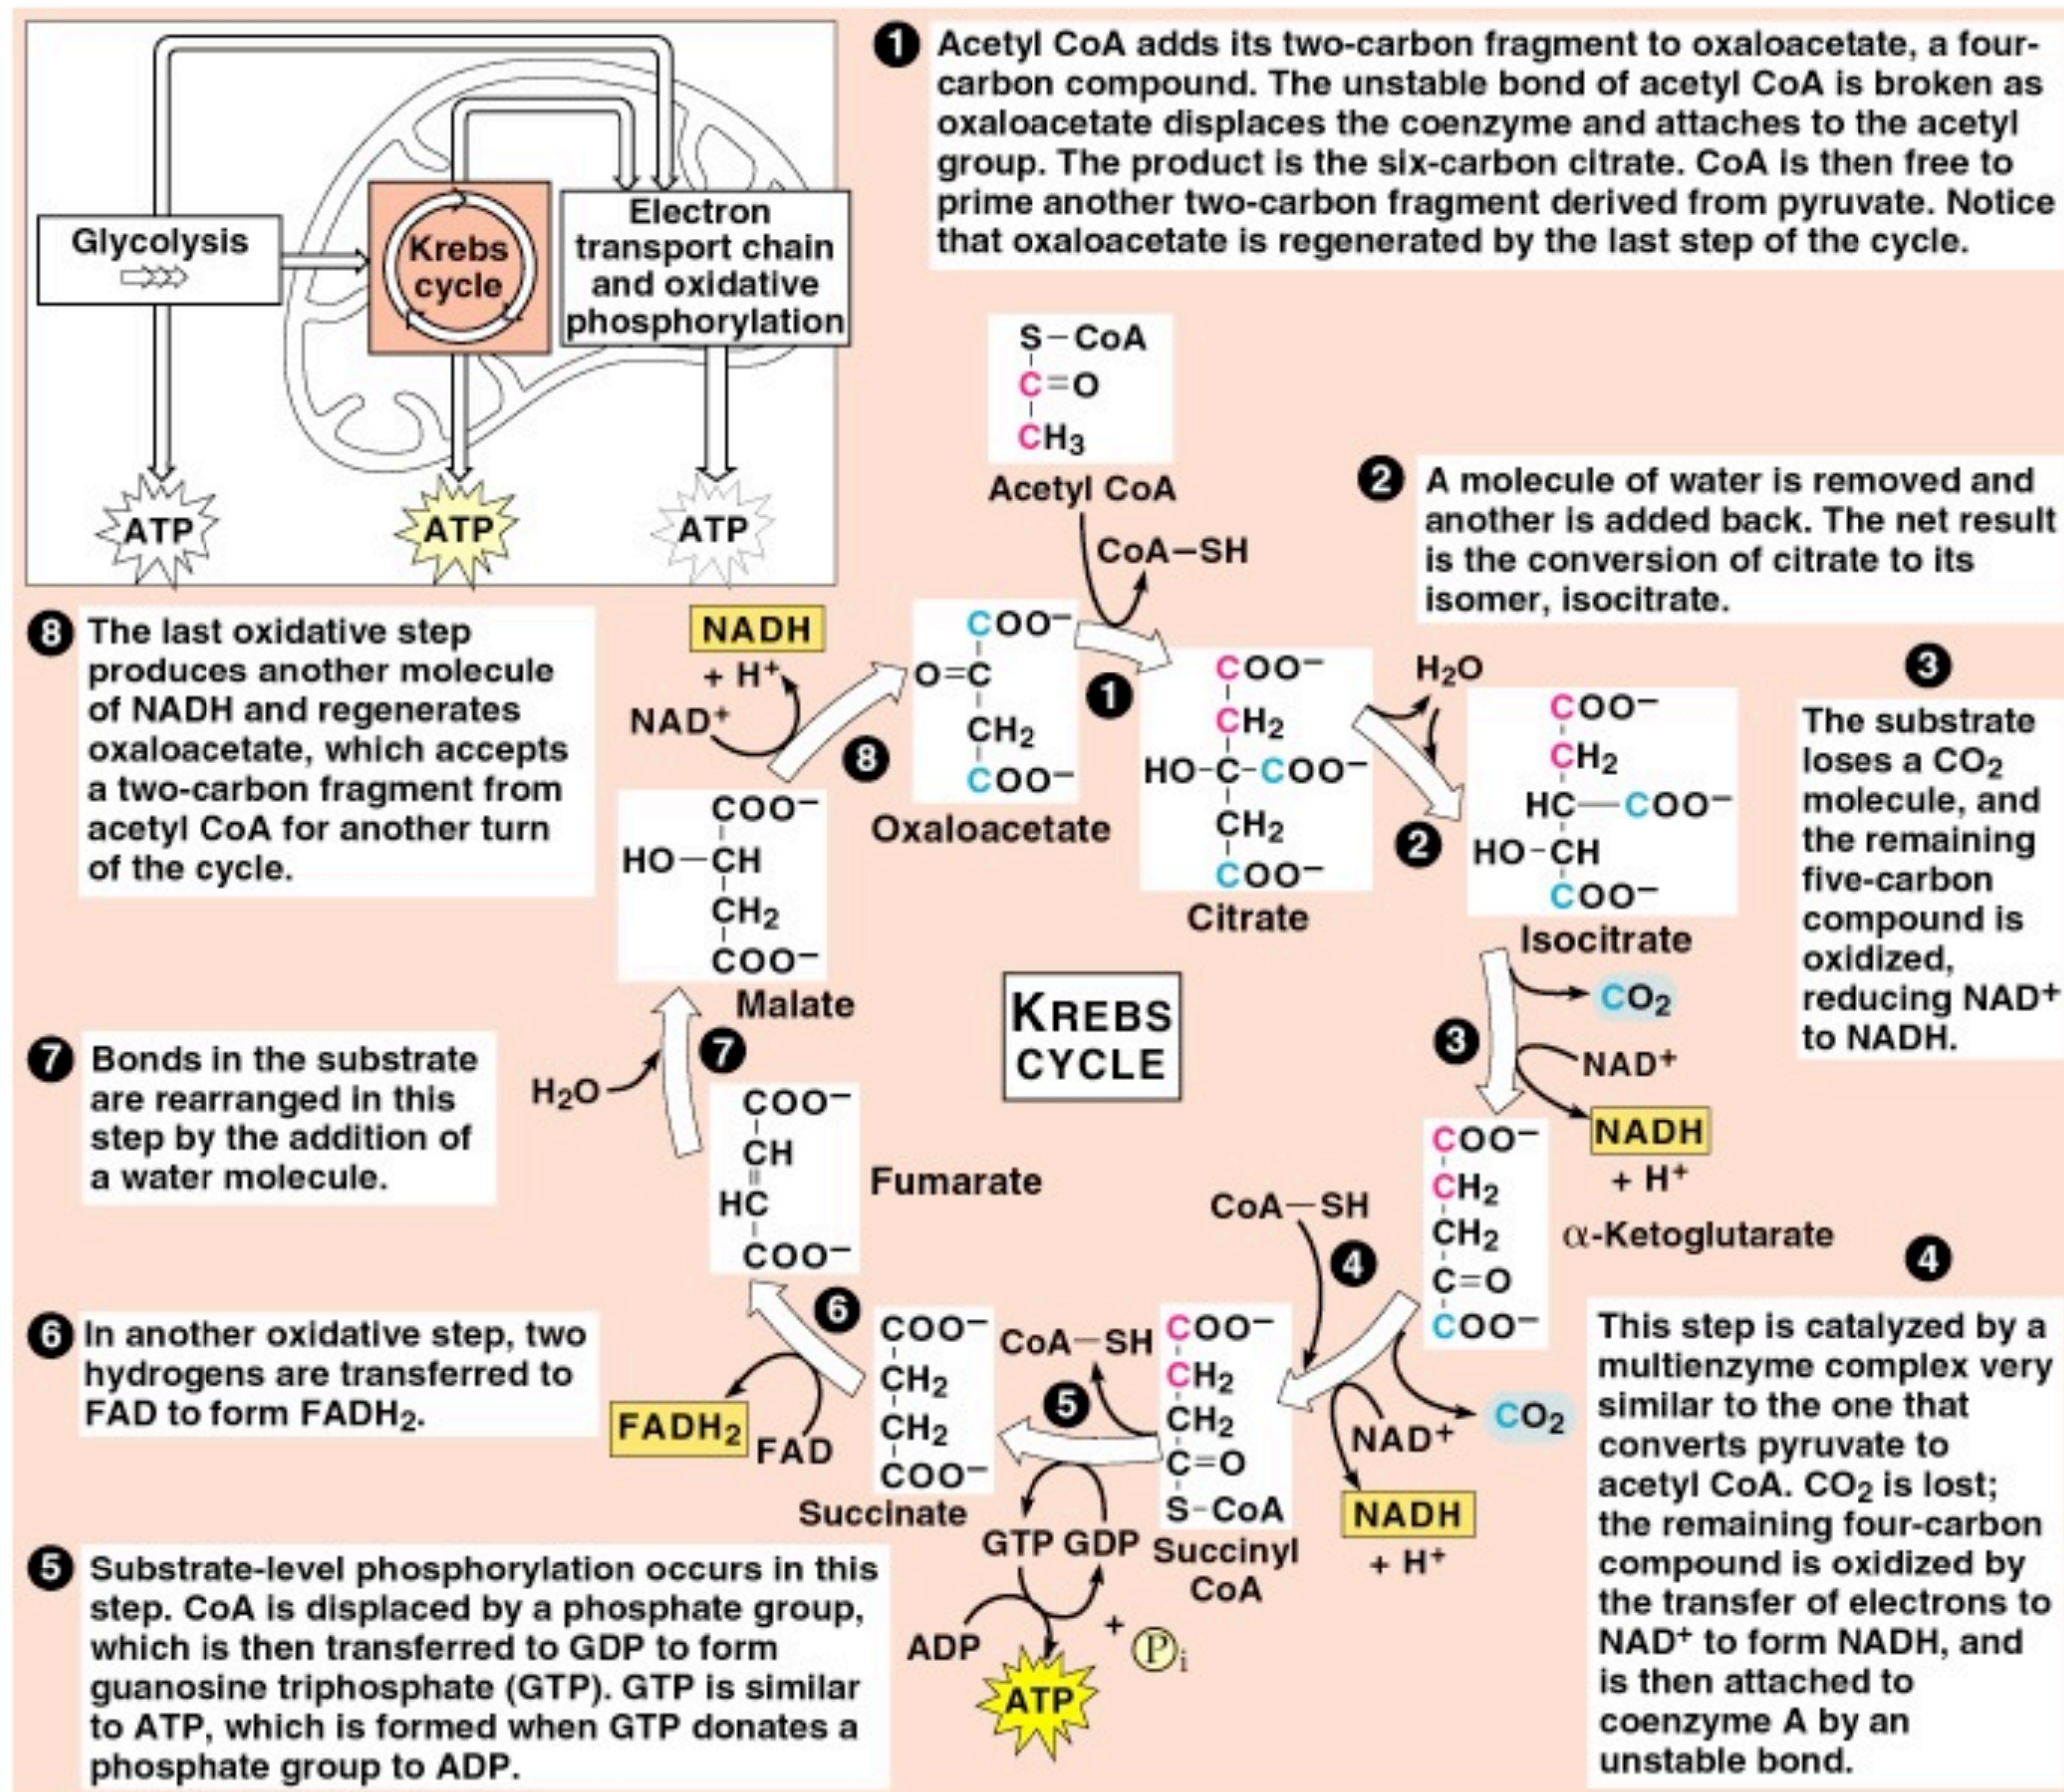 Glycolysis
Krebs
cycle
Electron
transport chain
and oxidative
phosphorylation
ATP
ATP
ATP
1 Acetyl CoA adds its two-carbon fragment to oxaloacetate, a four-
carbon compound. The unstable bond of acetyl CoA is broken as
oxaloacetate displaces the coenzyme and attaches to the acetyl
group. The product is the six-carbon citrate. CoA is then free to
prime another two-carbon fragment derived from pyruvate. Notice
that oxaloacetate is regenerated by the last step of the cycle.
S–CoA
C=O
CH₃
Acetyl CoA
CoA–SH
2 A molecule of water is removed and
another is added back. The net result
is the conversion of citrate to its
isomer, isocitrate.
8 The last oxidative step
produces another molecule
of NADH and regenerates
oxaloacetate, which accepts
a two-carbon fragment from
acetyl CoA for another turn
of the cycle.
NADH
+ H⁺
NAD⁺
8
COO⁻
O=C
CH₂
COO⁻
Oxaloacetate
1
COO⁻
CH₂
HO–C–COO⁻
CH₂
COO⁻
Citrate
H₂O
2
COO⁻
CH₂
HC—COO⁻
HO–CH
COO⁻
Isocitrate
3
The substrate
loses a CO₂
molecule, and
the remaining
five-carbon
compound is
oxidized,
reducing NAD⁺
to NADH.
COO⁻
HO—CH
CH₂
COO⁻
Malate
KREBS
CYCLE
CO₂
3
NAD⁺
NADH
+ H⁺
7 Bonds in the substrate
are rearranged in this
step by the addition of
a water molecule.
H₂O
7
COO⁻
CH
HC
COO⁻
Fumarate
COO⁻
CH₂
CH₂
C=O
COO⁻
α-Ketoglutarate
CoA—SH
4
4
This step is catalyzed by a
multienzyme complex very
similar to the one that
converts pyruvate to
acetyl CoA. CO₂ is lost;
the remaining four-carbon
compound is oxidized by
the transfer of electrons to
NAD⁺ to form NADH, and
is then attached to
coenzyme A by an
unstable bond.
6 In another oxidative step, two
hydrogens are transferred to
FAD to form FADH₂.
6
FADH₂
FAD
COO⁻
CH₂
CH₂
COO⁻
Succinate
CoA—SH
5
COO⁻
CH₂
CH₂
C=O
S–CoA
Succinyl
CoA
CO₂
NAD⁺
NADH
+ H⁺
GTP GDP
ADP
+ Pi
ATP
5 Substrate-level phosphorylation occurs in this
step. CoA is displaced by a phosphate group,
which is then transferred to GDP to form
guanosine triphosphate (GTP). GTP is similar
to ATP, which is formed when GTP donates a
phosphate group to ADP.